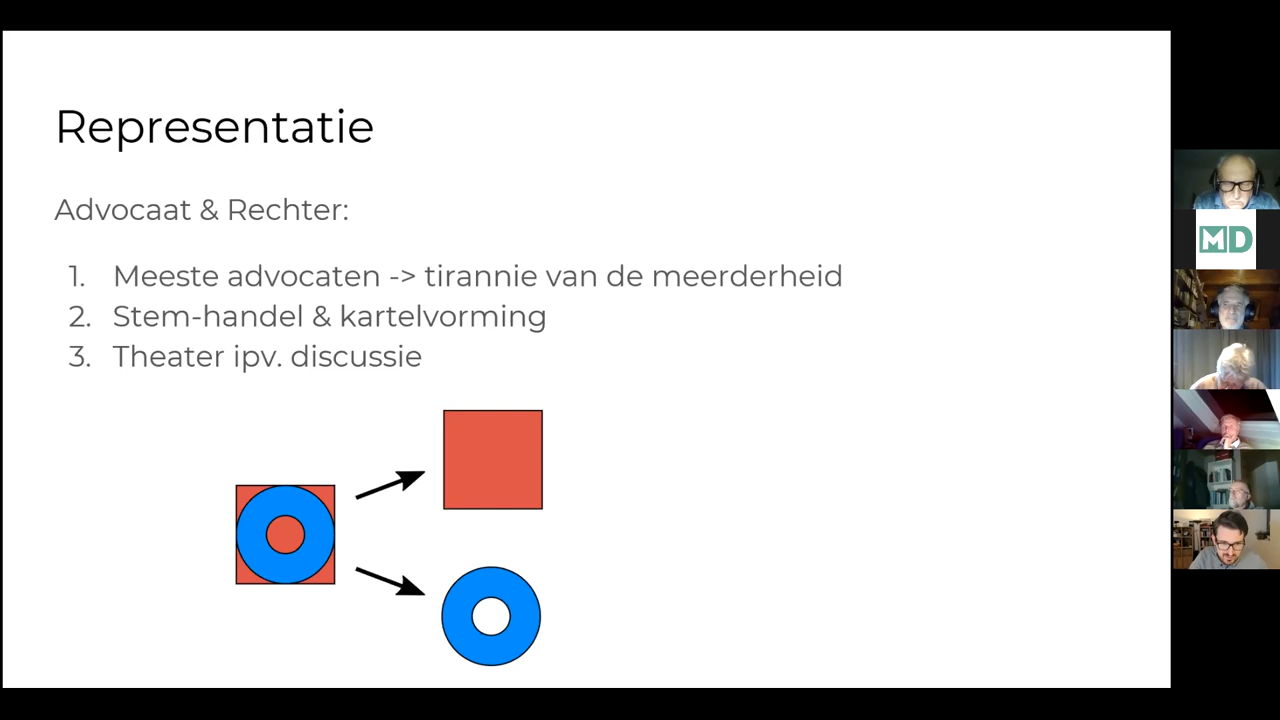 Representatie
Advocaat & Rechter:
1. Meeste advocaten -> tirannie van de meerderheid
2. Stem-handel & kartelvorming
3. Theater ipv. discussie
MD